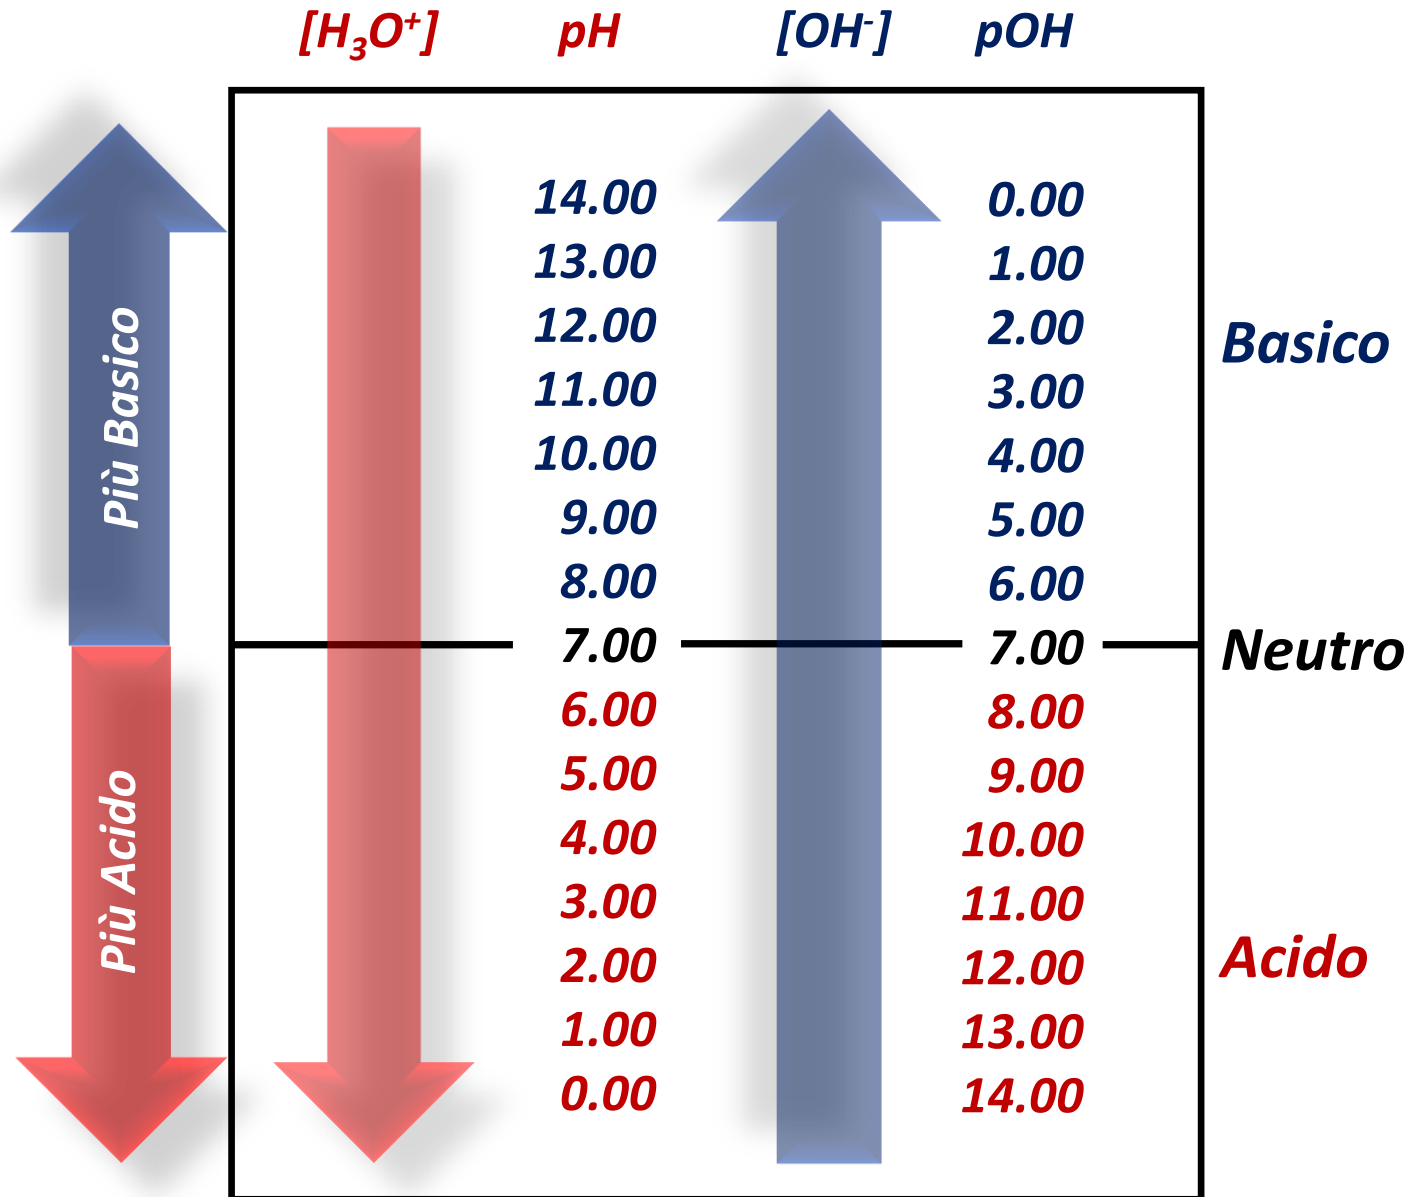 [H₃O⁺] pH [OH⁻] pOH
14.00 0.00
13.00 1.00
12.00 2.00
11.00 3.00
10.00 4.00
9.00 5.00
8.00 6.00
7.00 7.00
6.00 8.00
5.00 9.00
4.00 10.00
3.00 11.00
2.00 12.00
1.00 13.00
0.00 14.00
Più Basico
Più Acido
Basico
Neutro
Acido